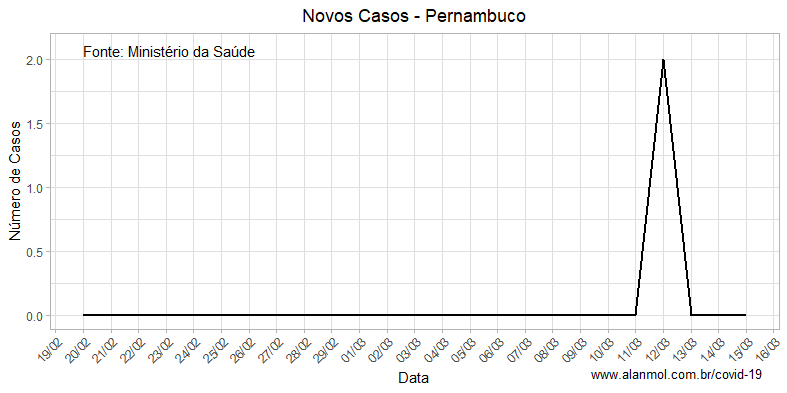 Novos Casos - Pernambuco
Fonte: Ministério da Saúde
Número de Casos
2.0
1.5
1.0
0.5
0.0
19/02 20/02 21/02 22/02 23/02 24/02 25/02 26/02 27/02 28/02 29/02 01/03 02/03 03/03 04/03 05/03 06/03 07/03 08/03 09/03 10/03 11/03 12/03 13/03 14/03 15/03 16/03
Data
www.alanmol.com.br/covid-19